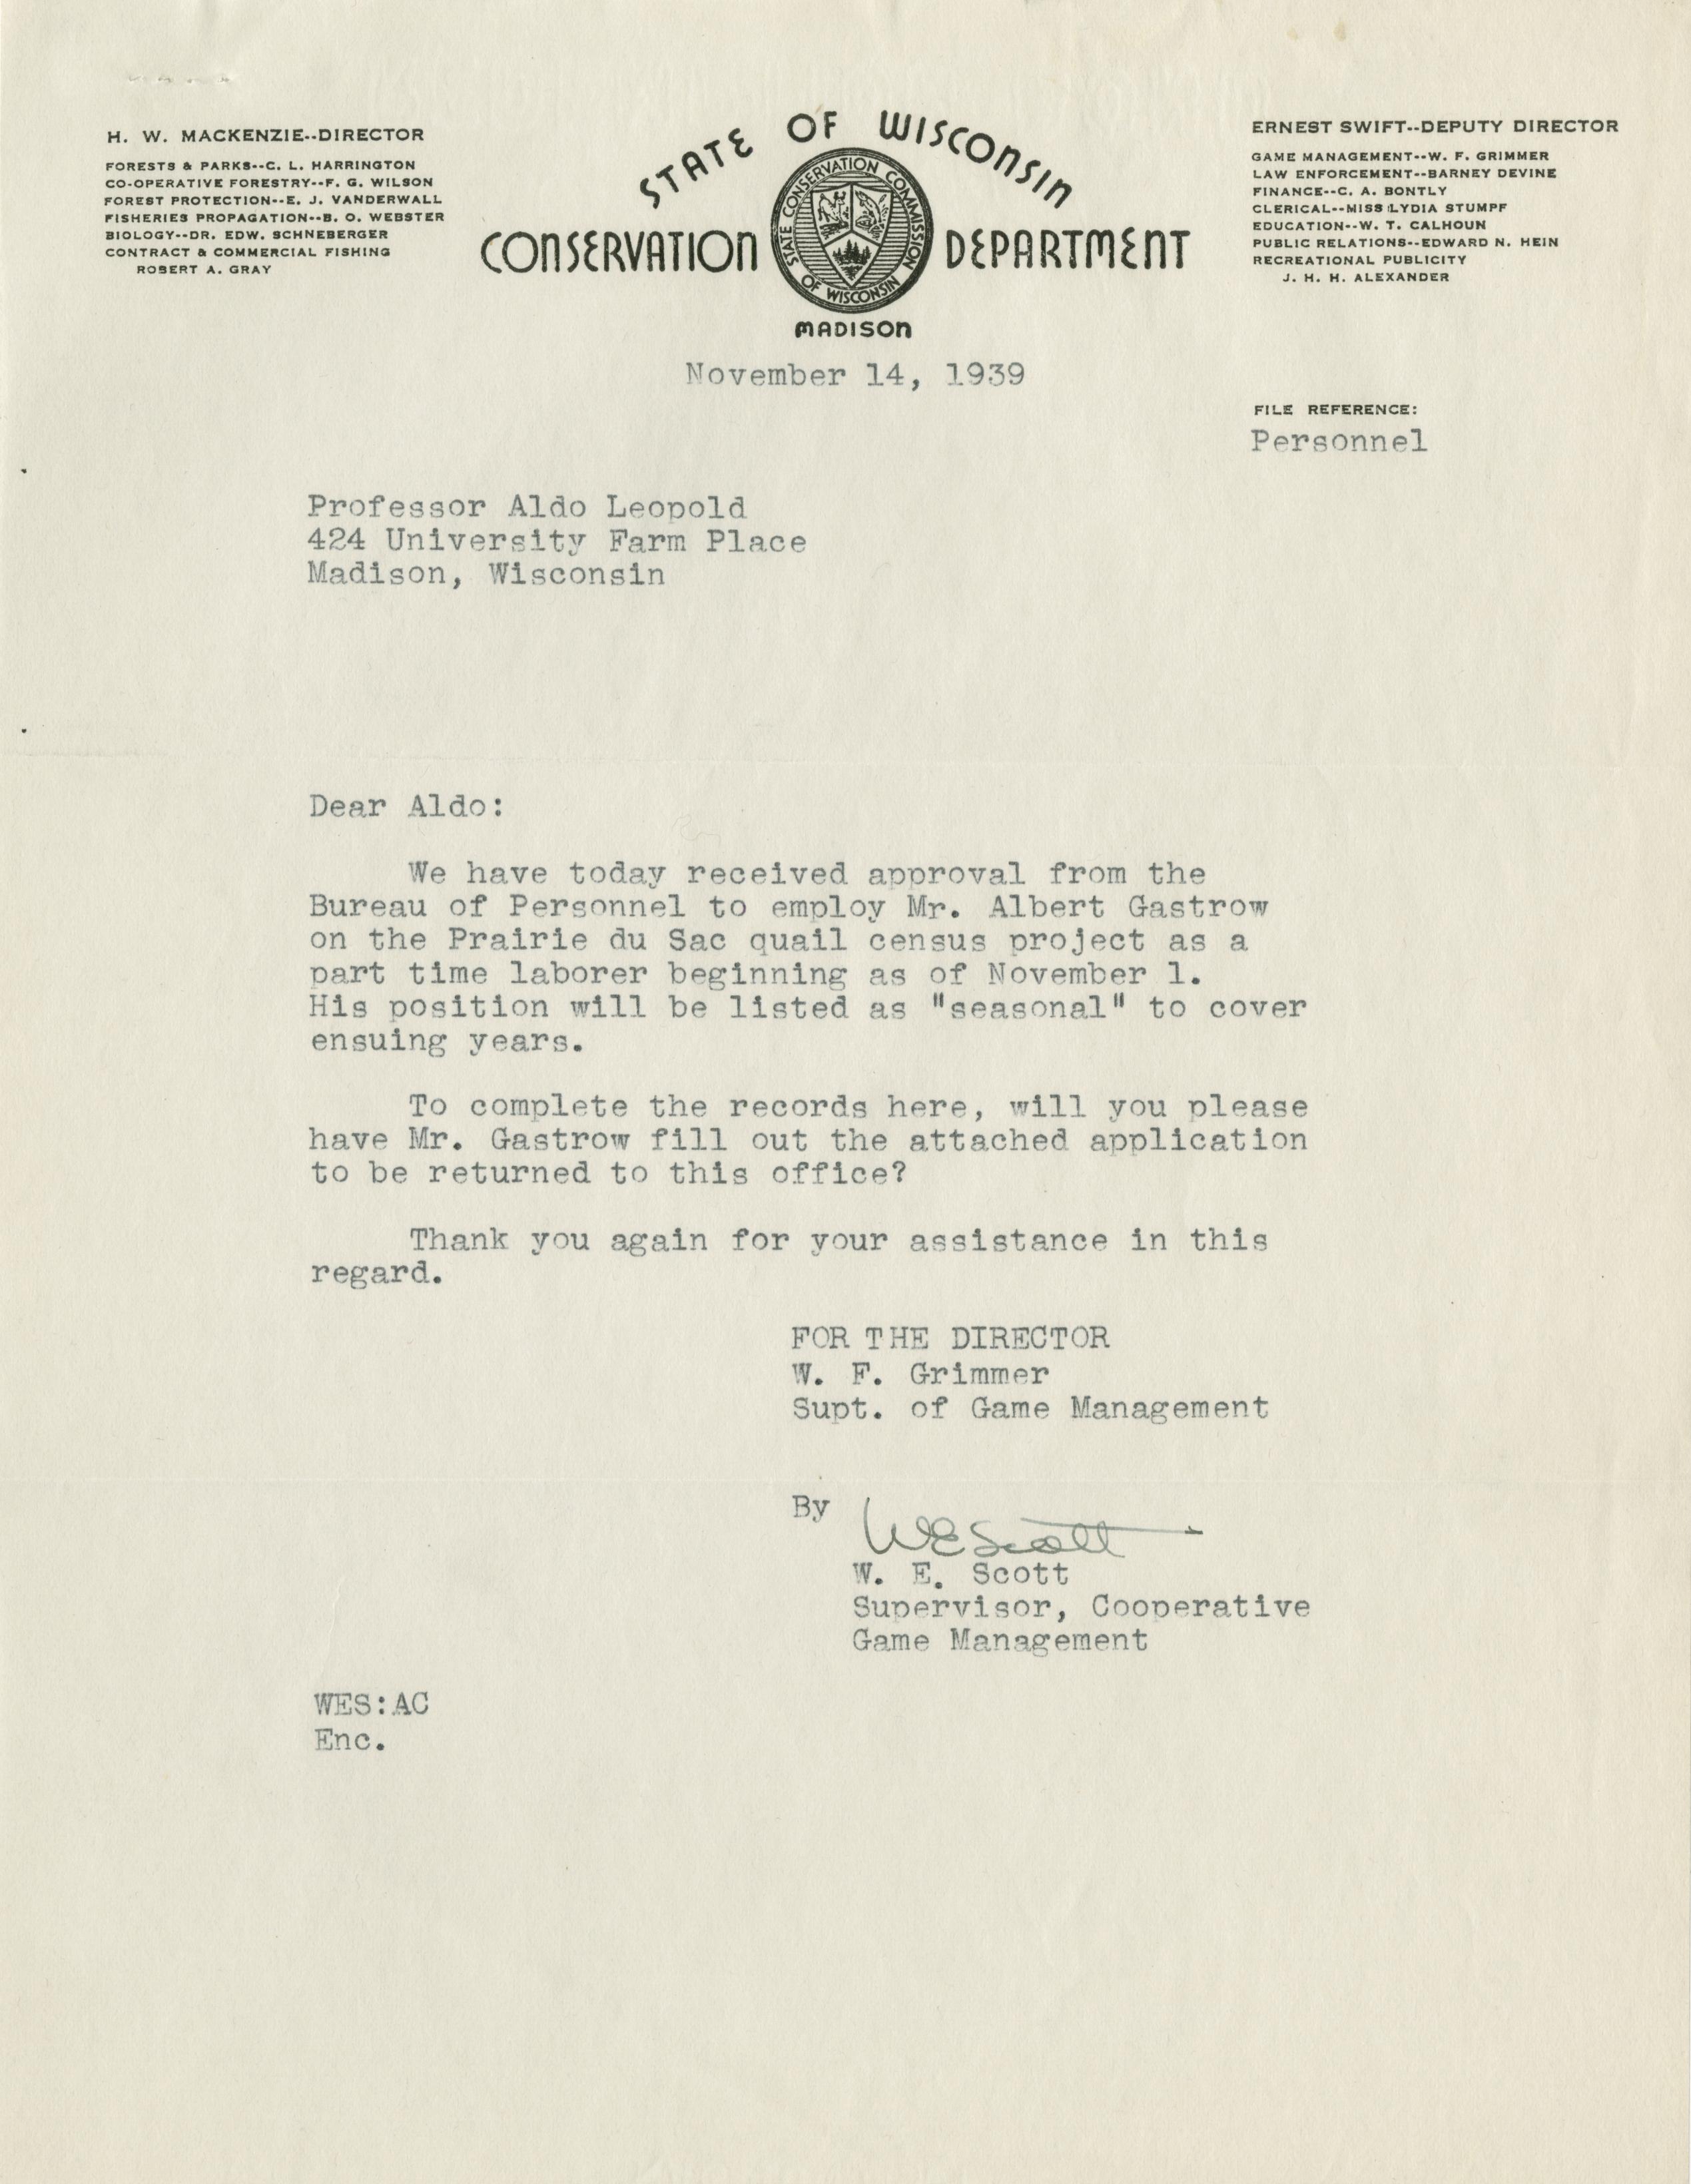 H. W. MACKENZIE--DIRECTOR
FORESTS & PARKS--C. L. HARRINGTON
CO-OPERATIVE FORESTRY--F. G. WILSON
FOREST PROTECTION--E. J. VANDERWALL
FISHERIES PROPAGATION--B. O. WEBSTER
BIOLOGY--DR. EDW. SCHNEBERGER
CONTRACT & COMMERCIAL FISHING
ROBERT A. GRAY
STATE OF WISCONSIN
CONSERVATION DEPARTMENT
STATE CONSERVATION COMMISSION OF WISCONSIN
MADISON
ERNEST SWIFT--DEPUTY DIRECTOR
GAME MANAGEMENT--W. F. GRIMMER
LAW ENFORCEMENT--BARNEY DEVINE
FINANCE--C. A. BONTLY
CLERICAL--MISS LYDIA STUMPF
EDUCATION--W. T. CALHOUN
PUBLIC RELATIONS--EDWARD N. HEIN
RECREATIONAL PUBLICITY
J. H. H. ALEXANDER
November 14, 1939
FILE REFERENCE:
Personnel
Professor Aldo Leopold
424 University Farm Place
Madison, Wisconsin
Dear Aldo:
We have today received approval from the
Bureau of Personnel to employ Mr. Albert Gastrow
on the Prairie du Sac quail census project as a
part time laborer beginning as of November 1.
His position will be listed as "seasonal" to cover
ensuing years.
To complete the records here, will you please
have Mr. Gastrow fill out the attached application
to be returned to this office?
Thank you again for your assistance in this
regard.
FOR THE DIRECTOR
W. F. Grimmer
Supt. of Game Management
By
WEScott
W. E. Scott
Supervisor, Cooperative
Game Management
WES:AC
Enc.